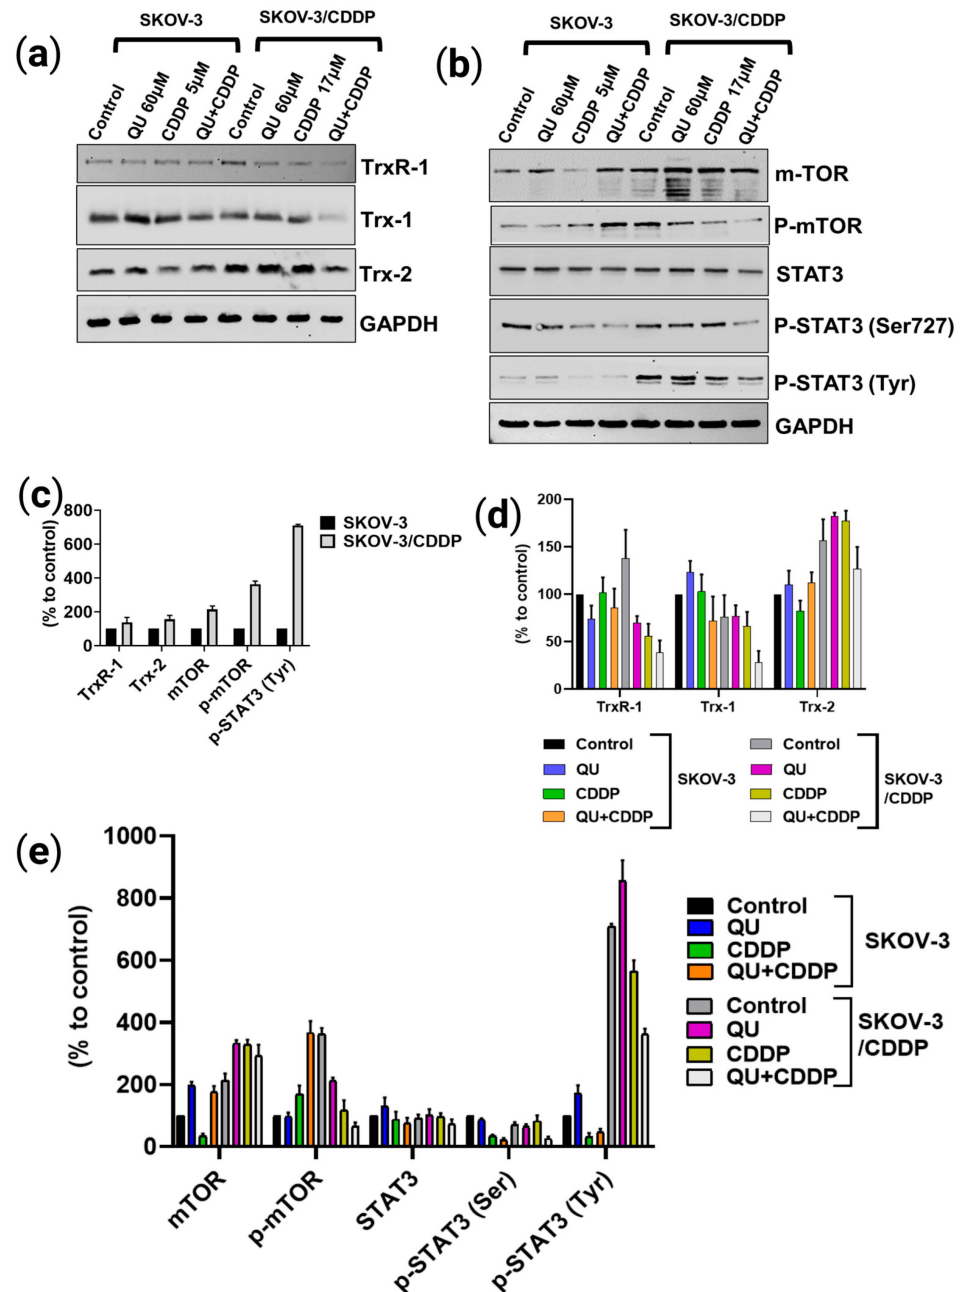 (a)
SKOV-3
SKOV-3/CDDP
Control
QU 60µM
CDDP 5µM
QU+CDDP
Control
QU 60µM
CDDP 17µM
QU+CDDP
TrxR-1
Trx-1
Trx-2
GAPDH
(b)
SKOV-3
SKOV-3/CDDP
Control
QU 60µM
CDDP 5µM
QU+CDDP
Control
QU 60µM
CDDP 17µM
QU+CDDP
m-TOR
P-mTOR
STAT3
P-STAT3 (Ser727)
P-STAT3 (Tyr)
GAPDH
(c)
(% to control)
800
600
400
200
0
TrxR-1
Trx-2
mTOR
p-mTOR
p-STAT3 (Tyr)
SKOV-3
SKOV-3/CDDP
(d)
(% to control)
200
150
100
50
0
TrxR-1
Trx-1
Trx-2
Control
QU
CDDP
QU+CDDP
SKOV-3
Control
QU
CDDP
QU+CDDP
SKOV-3
/CDDP
(e)
(% to control)
1000
800
600
400
200
0
mTOR
p-mTOR
STAT3
p-STAT3 (Ser)
p-STAT3 (Tyr)
Control
QU
CDDP
QU+CDDP
SKOV-3
Control
QU
CDDP
QU+CDDP
SKOV-3
/CDDP